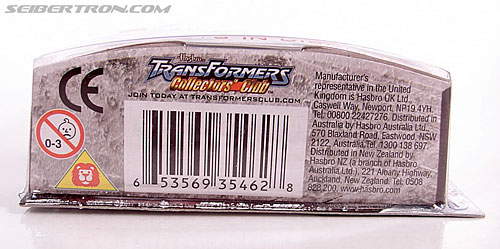 SEIBERTRON.COM
Hasbro
TRANSFORMERS
Collectors' Club
JOIN TODAY AT TRANSFORMERSCLUB.COM
CE
0-3
6 53569 35462 8
Manufacturer's
representative in the United
Kingdom is Hasbro UK Ltd.,
Caswell Way, Newport, NP19 4YH.
Tel: 00800 22427276. Distributed in
Australia by Hasbro Australia Ltd.,
570 Blaxland Road, Eastwood, NSW
2122, Australia.Tel: 1300 138 697.
Distributed in New Zealand by
Hasbro NZ (a branch of Hasbro
Australia Ltd.,), 221 Albany Highway,
Auckland, New Zealand. Tel: 0508
828 200. www.hasbro.com